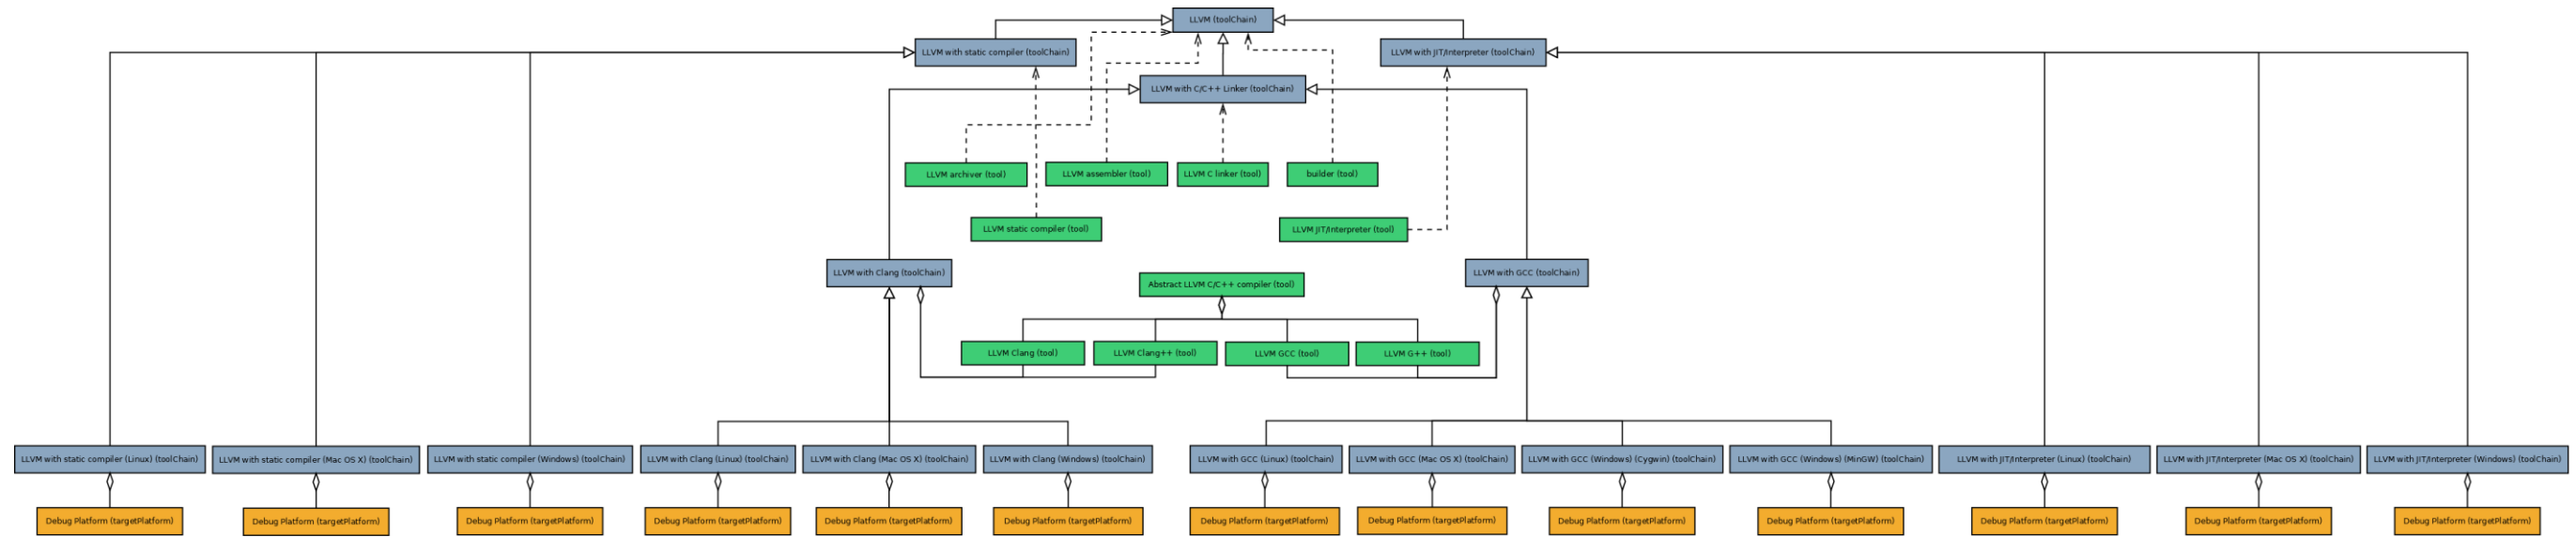 LLVM (toolChain)
LLVM with static compiler (toolChain)
LLVM with JIT/Interpreter (toolChain)
LLVM with C/C++ Linker (toolChain)
LLVM archiver (tool)
LLVM assembler (tool)
LLVM C linker (tool)
builder (tool)
LLVM static compiler (tool)
LLVM JIT/Interpreter (tool)
LLVM with Clang (toolChain)
LLVM with GCC (toolChain)
Abstract LLVM C/C++ compiler (tool)
LLVM Clang (tool)
LLVM Clang++ (tool)
LLVM GCC (tool)
LLVM G++ (tool)
LLVM with static compiler (Linux) (toolChain)
LLVM with static compiler (Mac OS X) (toolChain)
LLVM with static compiler (Windows) (toolChain)
LLVM with Clang (Linux) (toolChain)
LLVM with Clang (Mac OS X) (toolChain)
LLVM with Clang (Windows) (toolChain)
LLVM with GCC (Linux) (toolChain)
LLVM with GCC (Mac OS X) (toolChain)
LLVM with GCC (Windows) (Cygwin) (toolChain)
LLVM with GCC (Windows) (MinGW) (toolChain)
LLVM with JIT/Interpreter (Linux) (toolChain)
LLVM with JIT/Interpreter (Mac OS X) (toolChain)
LLVM with JIT/Interpreter (Windows) (toolChain)
Debug Platform (targetPlatform)
Debug Platform (targetPlatform)
Debug Platform (targetPlatform)
Debug Platform (targetPlatform)
Debug Platform (targetPlatform)
Debug Platform (targetPlatform)
Debug Platform (targetPlatform)
Debug Platform (targetPlatform)
Debug Platform (targetPlatform)
Debug Platform (targetPlatform)
Debug Platform (targetPlatform)
Debug Platform (targetPlatform)
Debug Platform (targetPlatform)